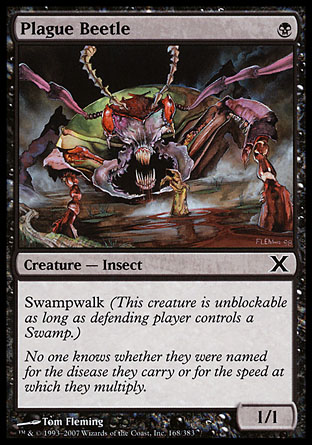 Plague Beetle
FLEMING 98
Creature — Insect
X
Swampwalk (This creature is unblockable
as long as defending player controls a
Swamp.)
No one knows whether they were named
for the disease they carry or for the speed at
which they multiply.
Tom Fleming
™ & © 1993–2007 Wizards of the Coast, Inc. 168/383
1/1